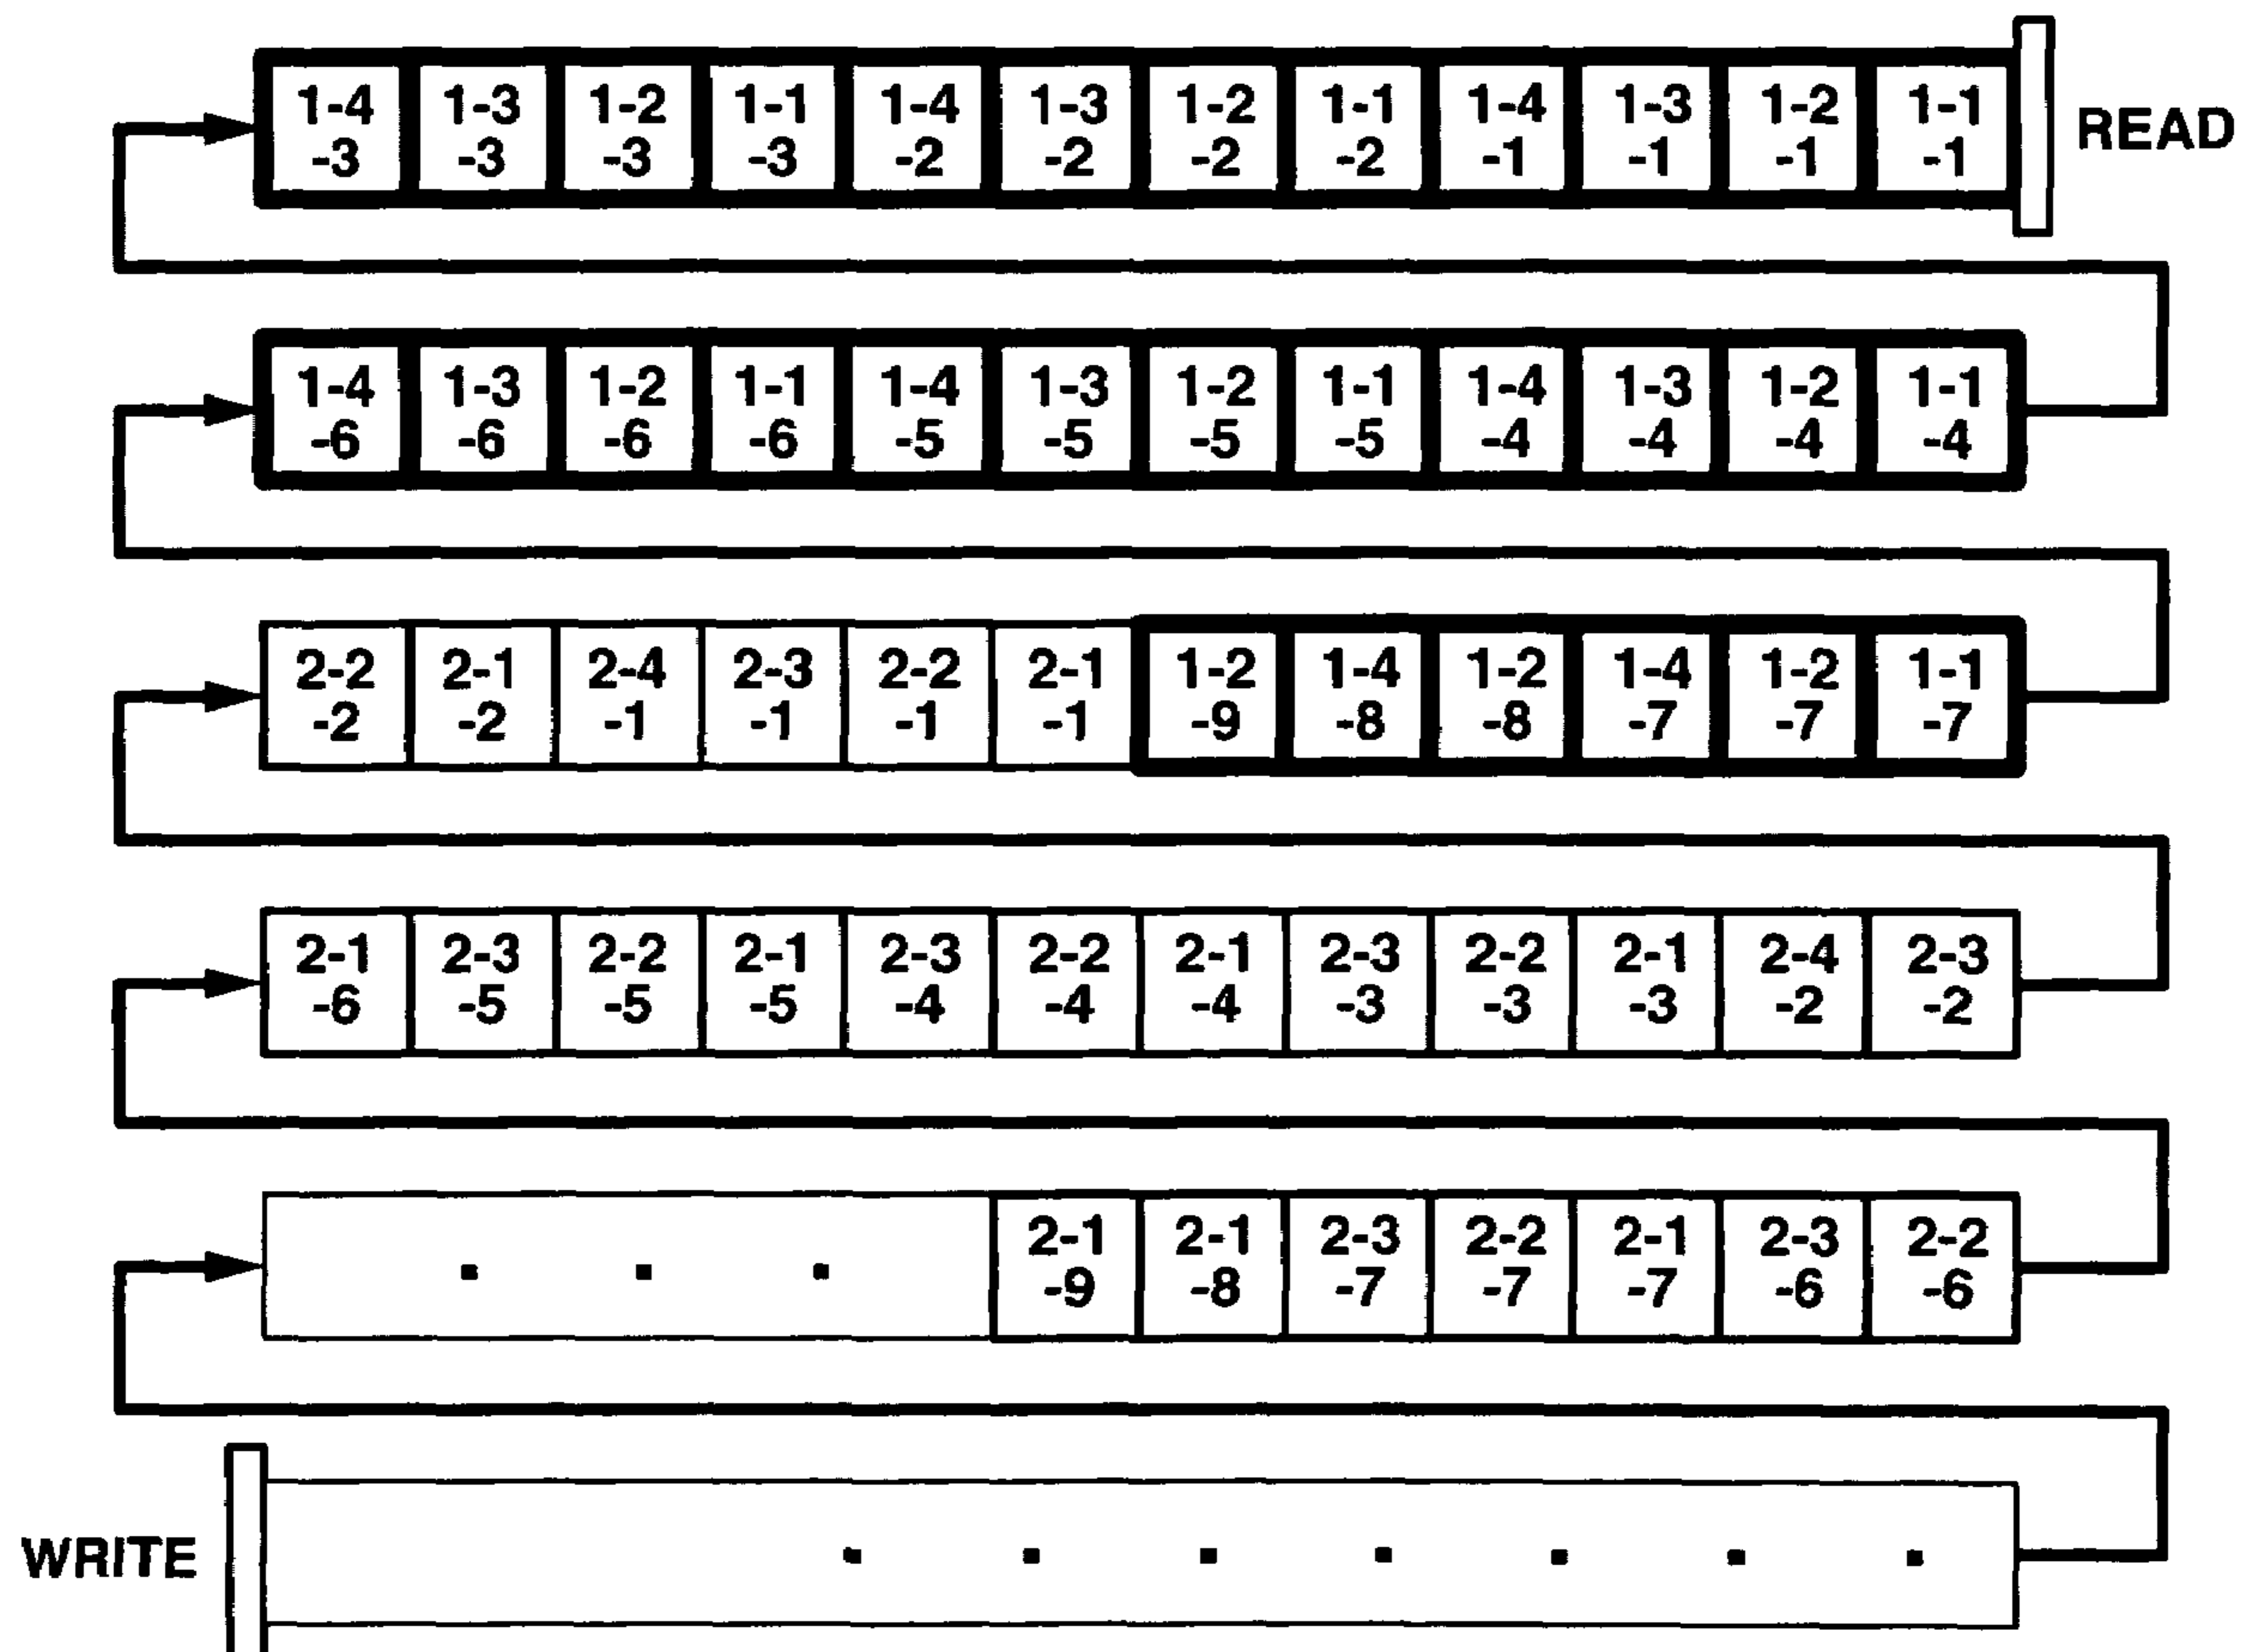 1-4 1-3 1-2 1-1 1-4 1-3 1-2 1-1 1-4 1-3 1-2 1-1
-3 -3 -3 -3 -2 -2 -2 -2 -1 -1 -1 -1
READ
1-4 1-3 1-2 1-1 1-4 1-3 1-2 1-1 1-4 1-3 1-2 1-1
-6 -6 -6 -6 -5 -5 -5 -5 -4 -4 -4 -4
2-2 2-1 2-4 2-3 2-2 2-1 1-2 1-4 1-2 1-4 1-2 1-1
-2 -2 -1 -1 -1 -1 -9 -8 -8 -7 -7 -7
2-1 2-3 2-2 2-1 2-3 2-2 2-1 2-3 2-2 2-1 2-4 2-3
-6 -5 -5 -5 -4 -4 -4 -3 -3 -3 -2 -2
2-1 2-1 2-3 2-2 2-1 2-3 2-2
-9 -8 -7 -7 -7 -6 -6
WRITE